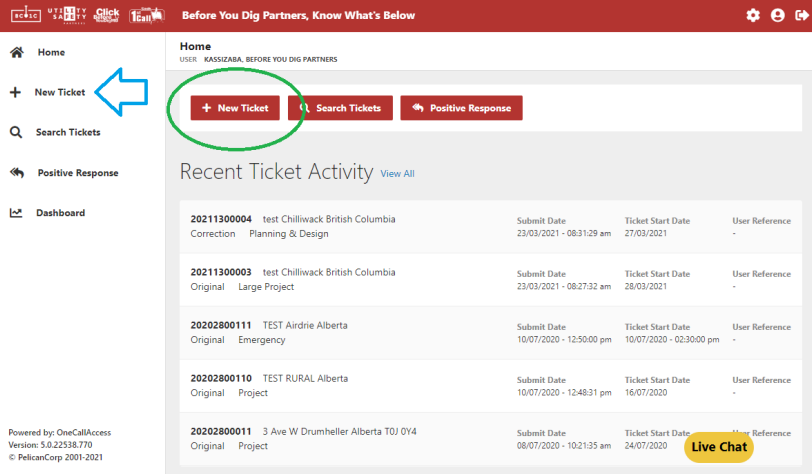 BC1C
UTILITY
SAFETY
PARTNERS
Click
1Call
Before You Dig Partners, Know What's Below
Home
USER KASSIZABA, BEFORE YOU DIG PARTNERS
Home
New Ticket
Search Tickets
Positive Response
Dashboard
New Ticket
Search Tickets
Positive Response
Recent Ticket Activity View All
20211300004 test Chilliwack British Columbia
Correction Planning & Design
Submit Date
23/03/2021 - 08:31:29 am
Ticket Start Date
27/03/2021
User Reference
-
20211300003 test Chilliwack British Columbia
Original Large Project
Submit Date
23/03/2021 - 08:27:32 am
Ticket Start Date
28/03/2021
User Reference
-
20202800111 TEST Airdrie Alberta
Original Emergency
Submit Date
10/07/2020 - 12:50:00 pm
Ticket Start Date
10/07/2020 - 02:30:00 pm
User Reference
-
20202800110 TEST RURAL Alberta
Original Project
Submit Date
10/07/2020 - 12:48:31 pm
Ticket Start Date
16/07/2020
User Reference
-
20202800011 3 Ave W Drumheller Alberta T0J 0Y4
Original Project
Submit Date
08/07/2020 - 10:21:35 am
Ticket Start Date
24/07/2020
Reference
-
Live Chat
Powered by: OneCallAccess
Version: 5.0.22538.770
© PelicanCorp 2001-2021